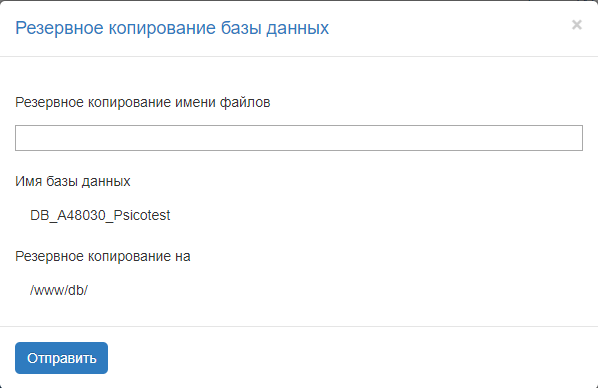 Резервное копирование базы данных
×
Резервное копирование имени файлов
Имя базы данных
DB_A48030_Psicotest
Резервное копирование на
/www/db/
Отправить